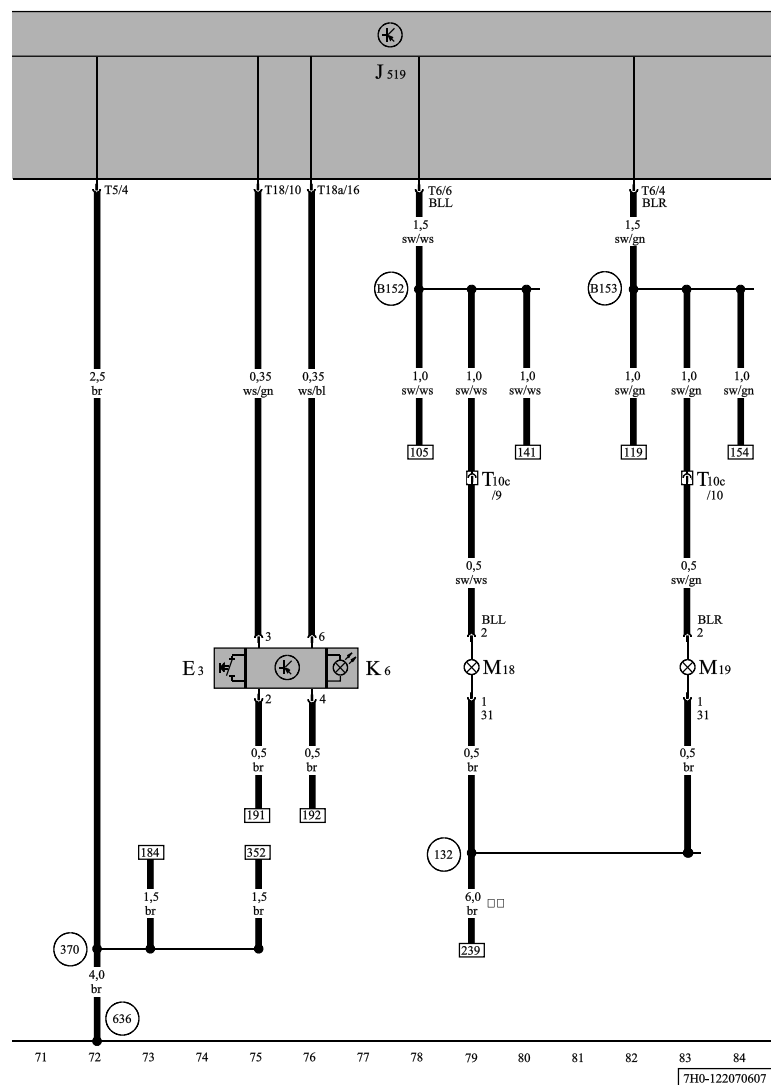 J 519
T5/4
T18/10
T18a/16
T6/6
BLL
T6/4
BLR
1,5
sw/ws
1,5
sw/gn
B152
B153
2,5
br
0,35
ws/gn
0,35
ws/bl
1,0
sw/ws
1,0
sw/ws
1,0
sw/ws
1,0
sw/gn
1,0
sw/gn
1,0
sw/gn
105
141
119
154
T10c
/9
T10c
/10
0,5
sw/ws
0,5
sw/gn
3
6
BLL
2
BLR
2
E 3
K 6
M18
M19
2
4
1
31
1
31
0,5
br
0,5
br
0,5
br
0,5
br
191
192
184
352
132
1,5
br
1,5
br
6,0
br
370
239
4,0
br
636
71 72 73 74 75 76 77 78 79 80 81 82 83 84
7H0-122070607